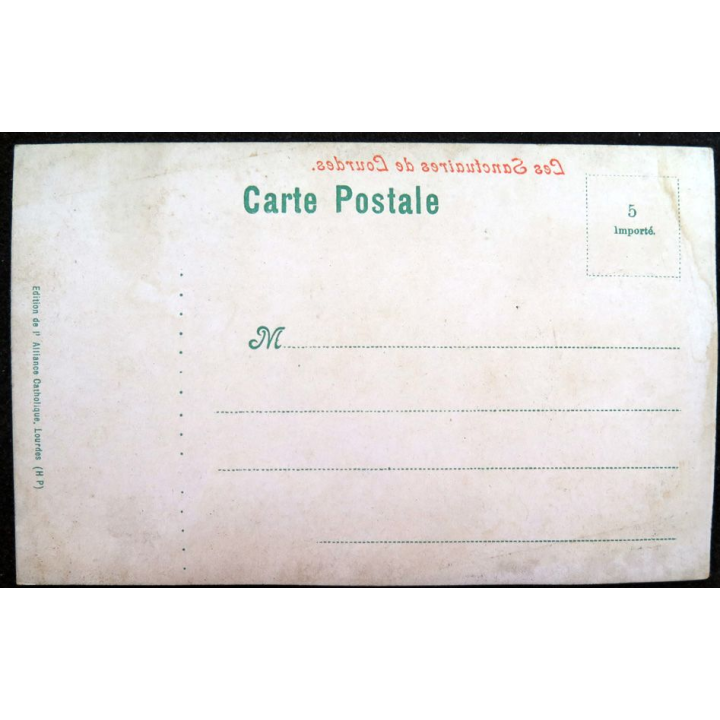 Les Sanctuaires de Lourdes.
Carte Postale
5
Importé.
M
Edition de l' Alliance Catholique, Lourdes (H P)